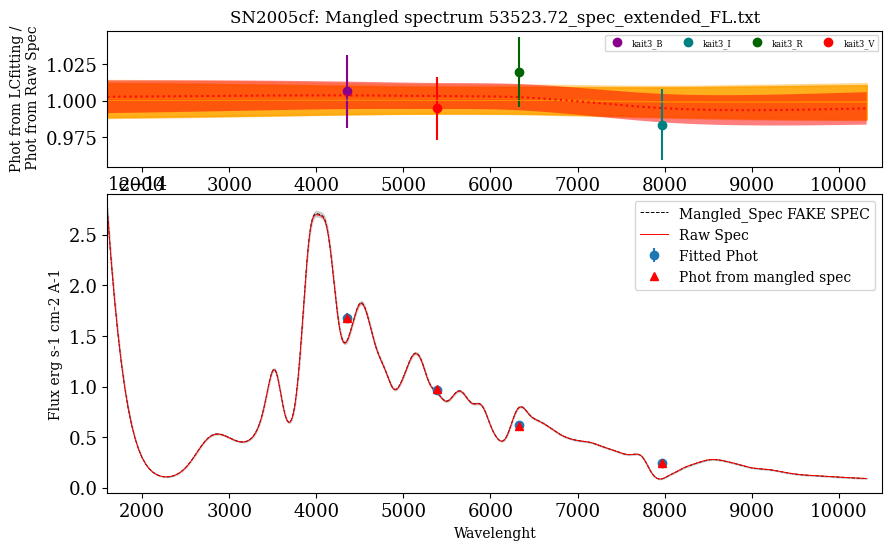 SN2005cf: Mangled spectrum 53523.72_spec_extended_FL.txt
Phot from LCfitting /
Phot from Raw Spec
kait3_B kait3_I kait3_R kait3_V
1.025
1.000
0.975
2000 3000 4000 5000 6000 7000 8000 9000 10000
Flux erg s-1 cm-2 A-1
2.5
2.0
1.5
1.0
0.5
0.0
Mangled_Spec FAKE SPEC
Raw Spec
Fitted Phot
Phot from mangled spec
2000 3000 4000 5000 6000 7000 8000 9000 10000
Wavelenght